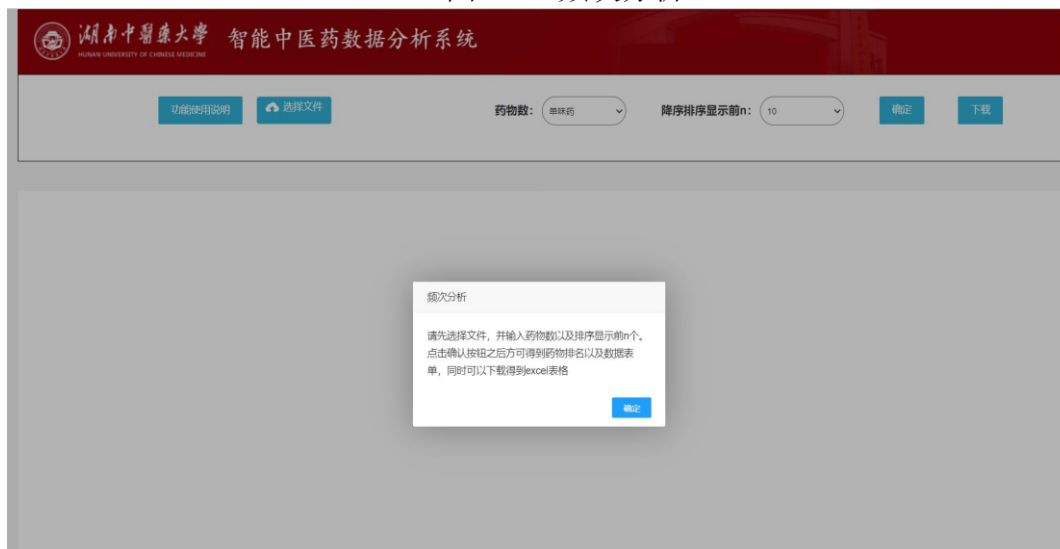 湖南中医药大学
HUNAN UNIVERSITY OF CHINESE MEDICINE
智能中医药数据分析系统
功能使用说明
选择文件
药物数:
单味药
降序排序显示前n:
10
确定
下载
频次分析
请先选择文件，并输入药物数以及排序显示前n个。
点击确认按钮之后方可得到药物排名以及数据表
单，同时可以下载得到excel表格
确定